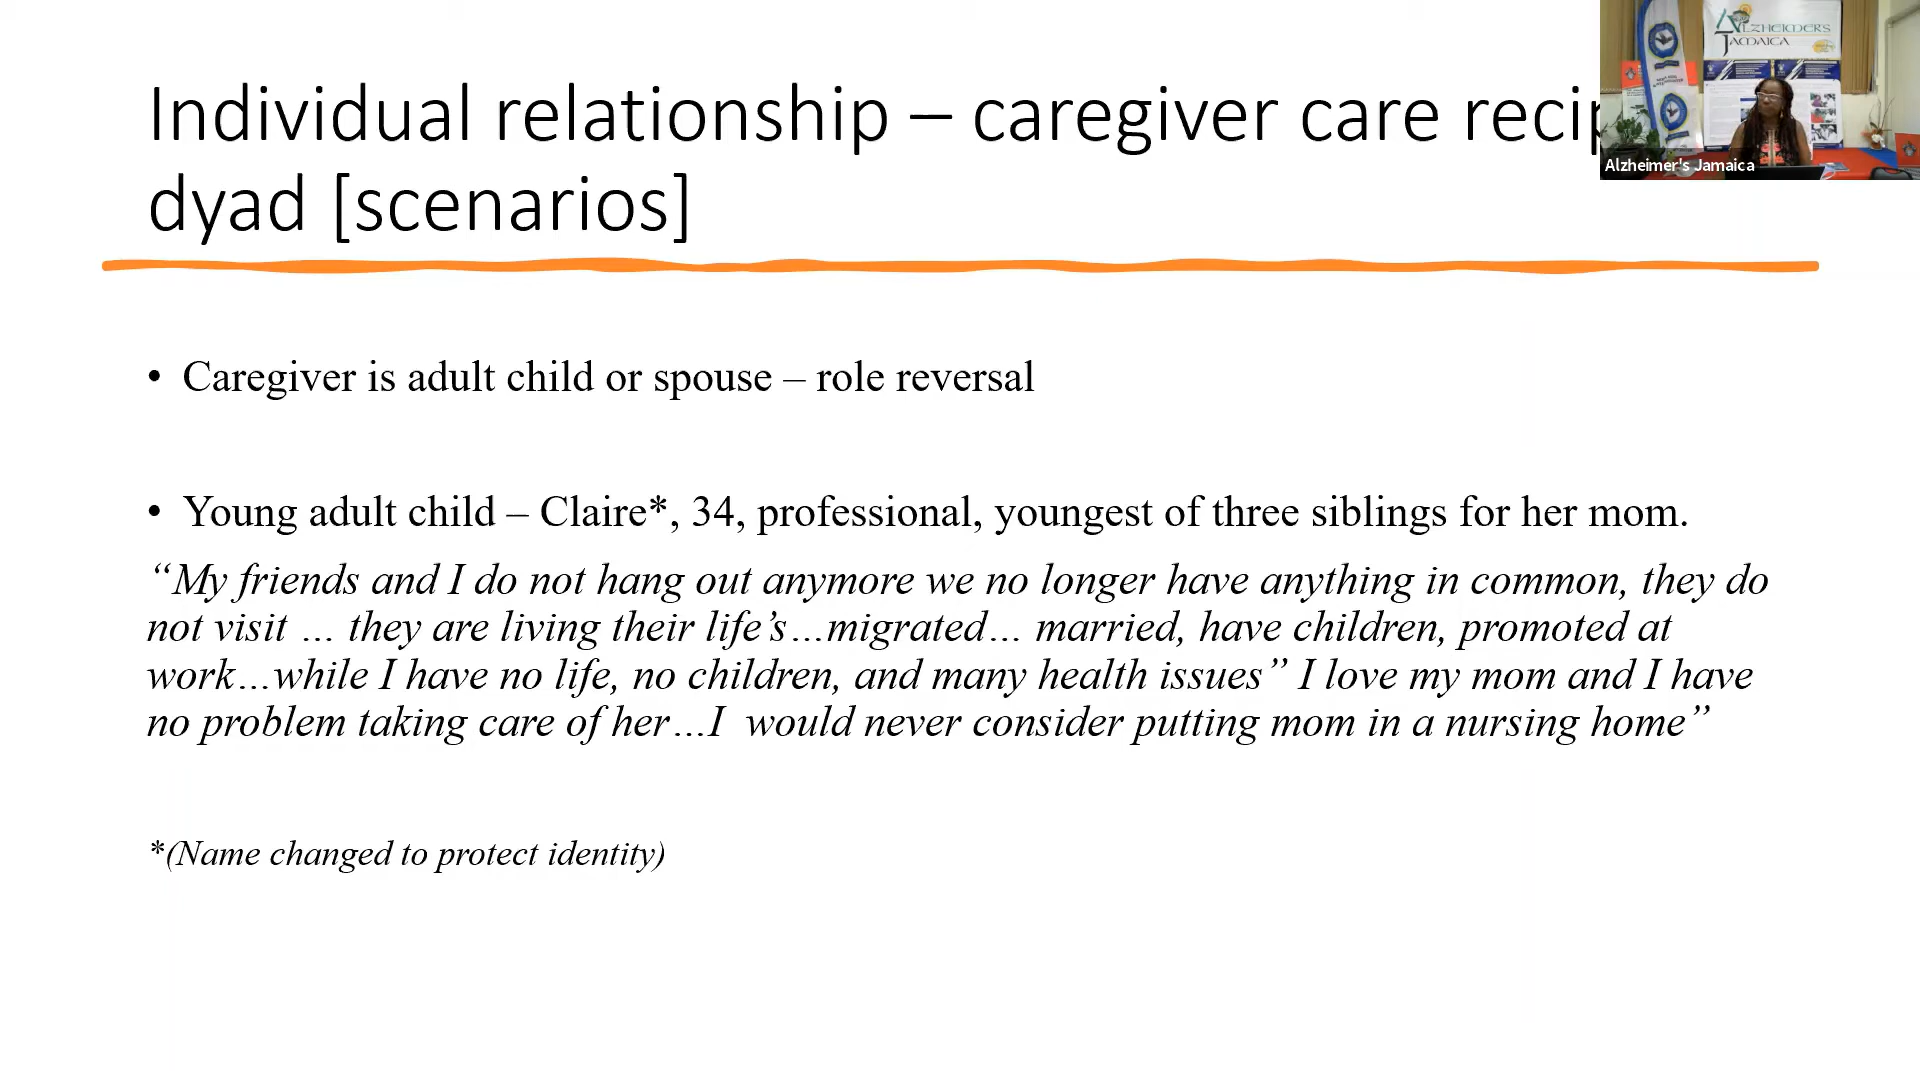 Individual relationship – caregiver care recip
dyad [scenarios]
ALZHEIMER'S
JAMAICA
Alzheimer's Jamaica
• Caregiver is adult child or spouse – role reversal
• Young adult child – Claire*, 34, professional, youngest of three siblings for her mom.
“My friends and I do not hang out anymore we no longer have anything in common, they do
not visit … they are living their life’s…migrated… married, have children, promoted at
work…while I have no life, no children, and many health issues” I love my mom and I have
no problem taking care of her…I would never consider putting mom in a nursing home”
*(Name changed to protect identity)